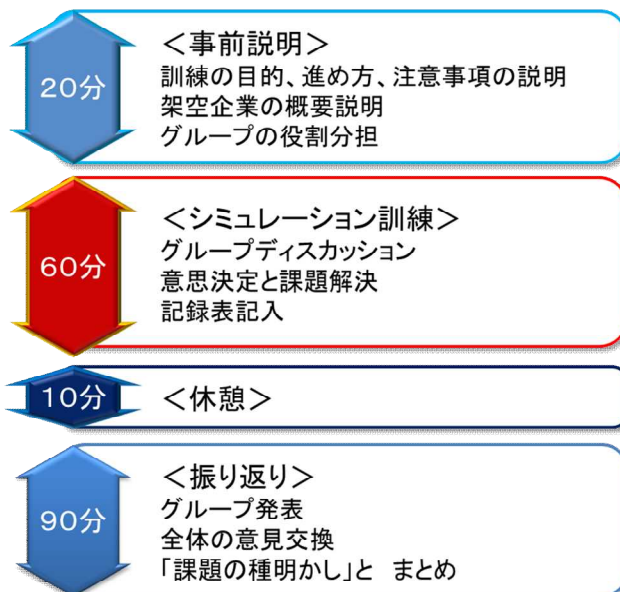 20分
＜事前説明＞
訓練の目的、進め方、注意事項の説明
架空企業の概要説明
グループの役割分担
60分
＜シミュレーション訓練＞
グループディスカッション
意思決定と課題解決
記録表記入
10分
＜休憩＞
90分
＜振り返り＞
グループ発表
全体の意見交換
「課題の種明かし」と　まとめ